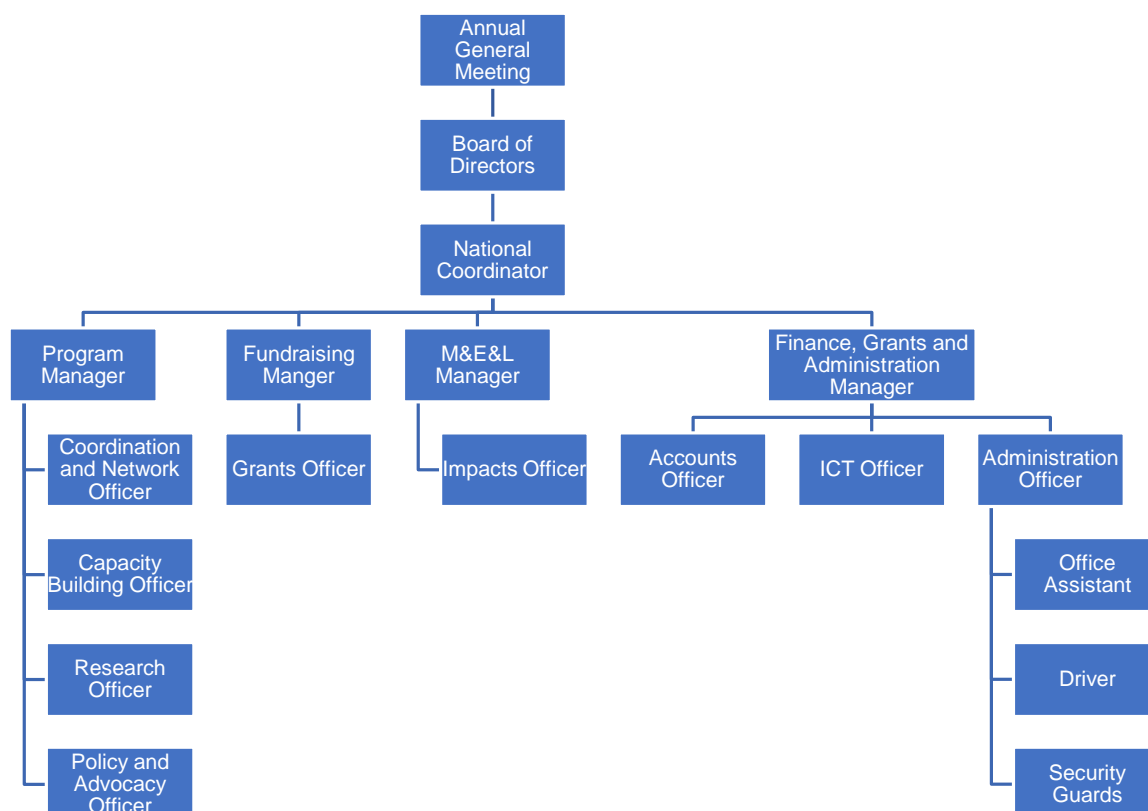 Annual
General
Meeting
Board of
Directors
National
Coordinator
Program
Manager
Fundraising
Manger
M&E&L
Manager
Finance, Grants and
Administration
Manager
Coordination
and Network
Officer
Grants Officer
Impacts Officer
Accounts
Officer
ICT Officer
Administration
Officer
Capacity
Building Officer
Office
Assistant
Research
Officer
Driver
Policy and
Advocacy
Officer
Security
Guards